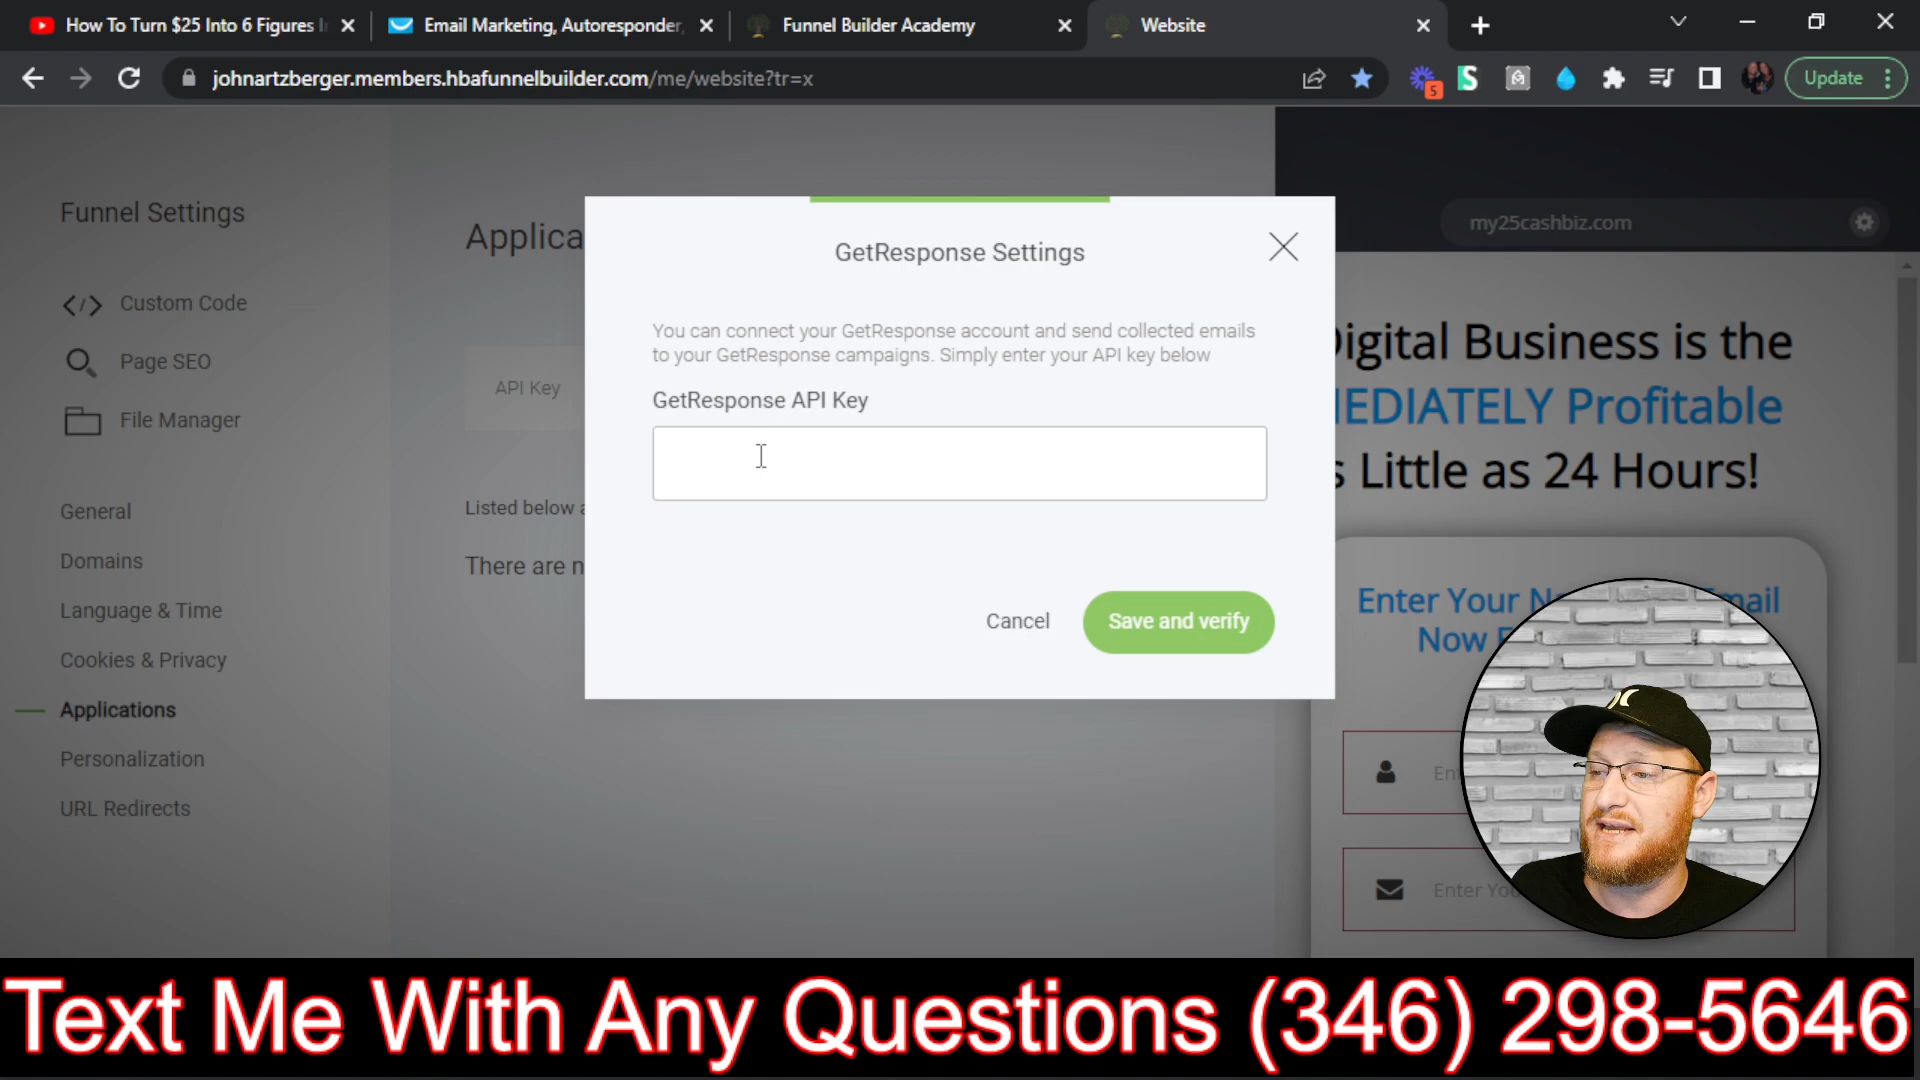 How To Turn $25 Into 6 Figures
Email Marketing, Autoresponder,
Funnel Builder Academy
Website
johnartzberger.members.hbafunnelbuilder.com/me/website?tr=x
5
S
Update
Funnel Settings
Custom Code
Page SEO
File Manager
General
Domains
Language & Time
Cookies & Privacy
Applications
Personalization
URL Redirects
Applica
API Key
Listed below
There are n
GetResponse Settings
You can connect your GetResponse account and send collected emails
to your GetResponse campaigns. Simply enter your API key below
GetResponse API Key
Cancel
Save and verify
my25cashbiz.com
Digital Business is the
MEDIATELY Profitable
s Little as 24 Hours!
Enter Your N mail
Now
En
Enter Yo
Text Me With Any Questions (346) 298-5646